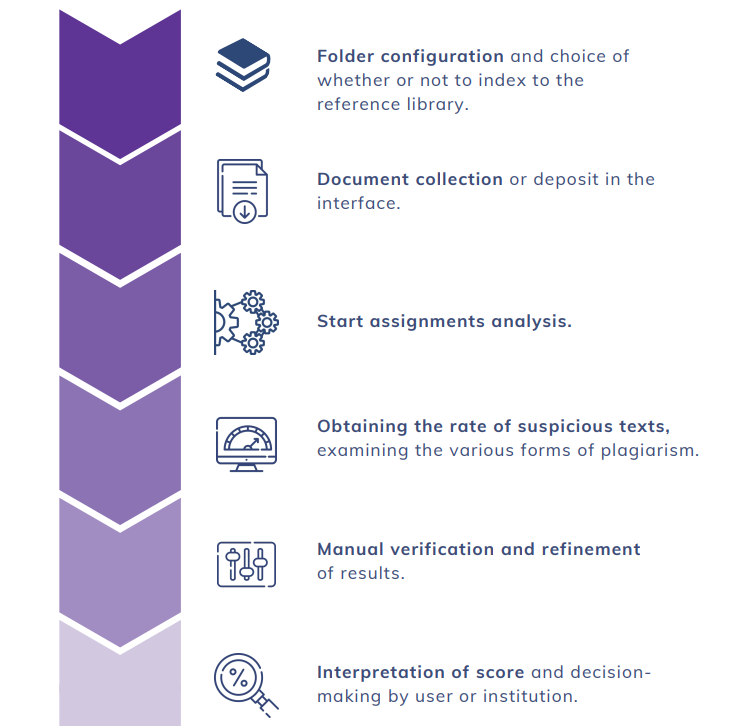 Folder configuration and choice of
whether or not to index to the
reference library.
Document collection or deposit in the
interface.
Start assignments analysis.
Obtaining the rate of suspicious texts,
examining the various forms of plagiarism.
Manual verification and refinement
of results.
%
Interpretation of score and decision-
making by user or institution.